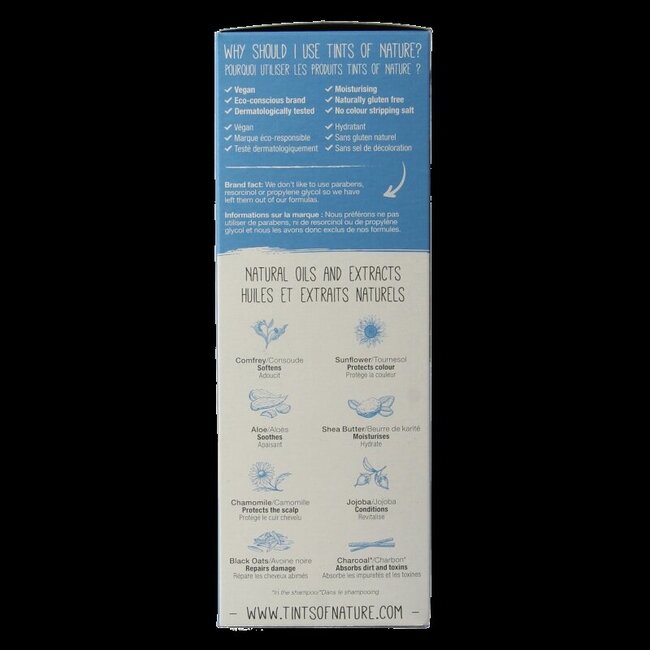 WHY SHOULD I USE TINTS OF NATURE?
POURQUOI UTILISER LES PRODUITS TINTS OF NATURE ?
Vegan
Moisturising
Eco-conscious brand
Naturally gluten free
Dermatologically tested
No colour stripping salt
Végan
Hydratant
Marque éco-responsible
Sans gluten naturel
Testé dermatologiquement
Sans sel de décoloration
Brand fact: We don't like to use parabens,
resorcinol or propylene glycol so we have
left them out of our formulas.
Informations sur la marque : Nous préférons ne pas
utiliser de parabens, ni de resorcinol ou de propylène
glycol et nous les avons donc exclus de nos formules.
NATURAL OILS AND EXTRACTS
HUILES ET EXTRAITS NATURELS
Comfrey/Consoude
Softens
Adoucit
Sunflower/Tournesol
Protects colour
Protège la couleur
Aloe/Aloès
Soothes
Apaisant
Shea Butter/Beurre de karité
Moisturises
Hydrate
Chamomile/Camomille
Protects the scalp
Protége le cuir chevelu
Jojoba/Jojoba
Conditions
Revitalise
Black Oats/Avoine noire
Repairs damage
Répare les cheveux abimés
Charcoal*/Charbon*
Absorbs dirt and toxins
Absorbe les impuretés et les toxines
*In the shampoo/*Dans le shampooing
- WWW.TINTSOFNATURE.COM -